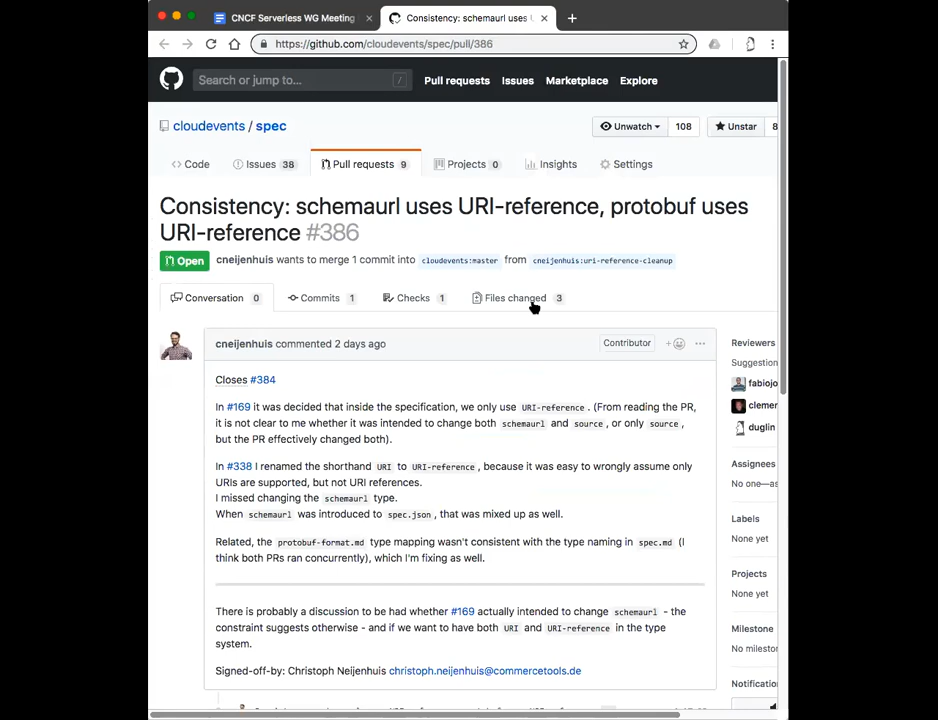 CNCF Serverless WG Meeting
Consistency: schemaurl uses
https://github.com/cloudevents/spec/pull/386
Search or jump to... /
Pull requests Issues Marketplace Explore
cloudevents / spec
Unwatch 108
Unstar 8
Code Issues 38 Pull requests 9 Projects 0 Insights Settings
Consistency: schemaurl uses URI-reference, protobuf uses
URI-reference #386
Open cneijenhuis wants to merge 1 commit into cloudevents:master from cneijenhuis:uri-reference-cleanup
Conversation 0 Commits 1 Checks 1 Files changed 3
cneijenhuis commented 2 days ago Contributor
Closes #384
In #169 it was decided that inside the specification, we only use URI-reference. (From reading the PR,
it is not clear to me whether it was intended to change both schemaurl and source, or only source,
but the PR effectively changed both).
In #338 I renamed the shorthand URI to URI-reference, because it was easy to wrongly assume only
URIs are supported, but not URI references.
I missed changing the schemaurl type.
When schemaurl was introduced to spec.json, that was mixed up as well.
Related, the protobuf-format.md type mapping wasn't consistent with the type naming in spec.md (I
think both PRs ran concurrently), which I'm fixing as well.
There is probably a discussion to be had whether #169 actually intended to change schemaurl - the
constraint suggests otherwise - and if we want to have both URI and URI-reference in the type
system.
Signed-off-by: Christoph Neijenhuis christoph.neijenhuis@commercetools.de
Reviewers
Suggestion
fabiojo
clemer
duglin
Assignees
No one—as
Labels
None yet
Projects
None yet
Milestone
No milesto
Notificatio